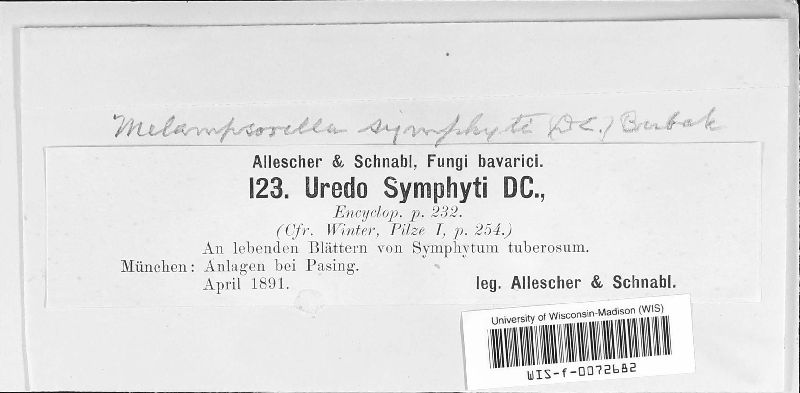 Melampsorella symphyti (DC.) Bubak
Allescher & Schnabl, Fungi bavarici.
123. Uredo Symphyti DC.,
Encyclop. p. 232.
(Cfr. Winter, Pilze I, p. 254.)
An lebenden Blättern von Symphytum tuberosum.
München: Anlagen bei Pasing.
April 1891.
leg. Allescher & Schnabl.
University of Wisconsin-Madison (WIS)
WIS-f-0072682